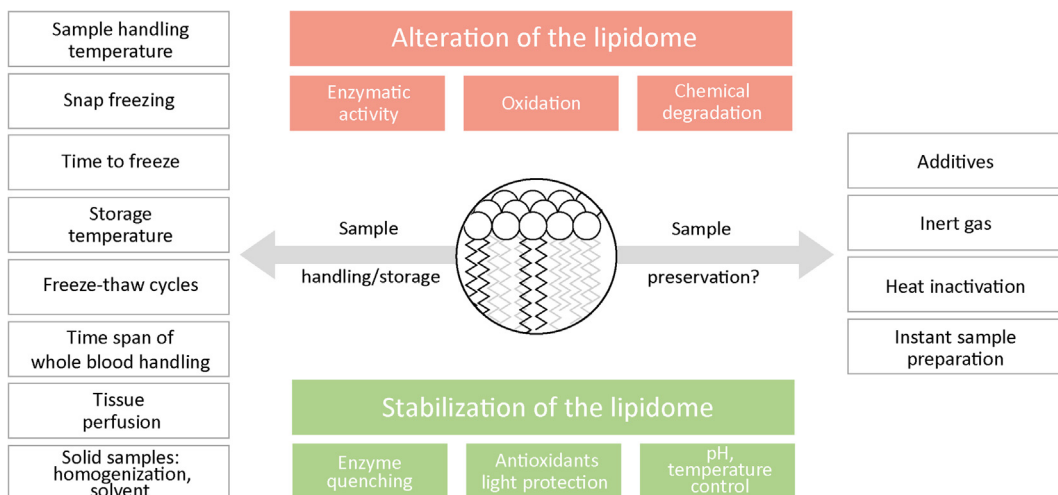 Sample handling
temperature
Snap freezing
Time to freeze
Storage
temperature
Freeze-thaw cycles
Time span of
whole blood handling
Tissue
perfusion
Solid samples:
homogenization,
solvent
Alteration of the lipidome
Enzymatic
activity
Oxidation
Chemical
degradation
Sample
handling/storage
Sample
preservation?
Stabilization of the lipidome
Enzyme
quenching
Antioxidants
light protection
pH,
temperature
control
Additives
Inert gas
Heat inactivation
Instant sample
preparation